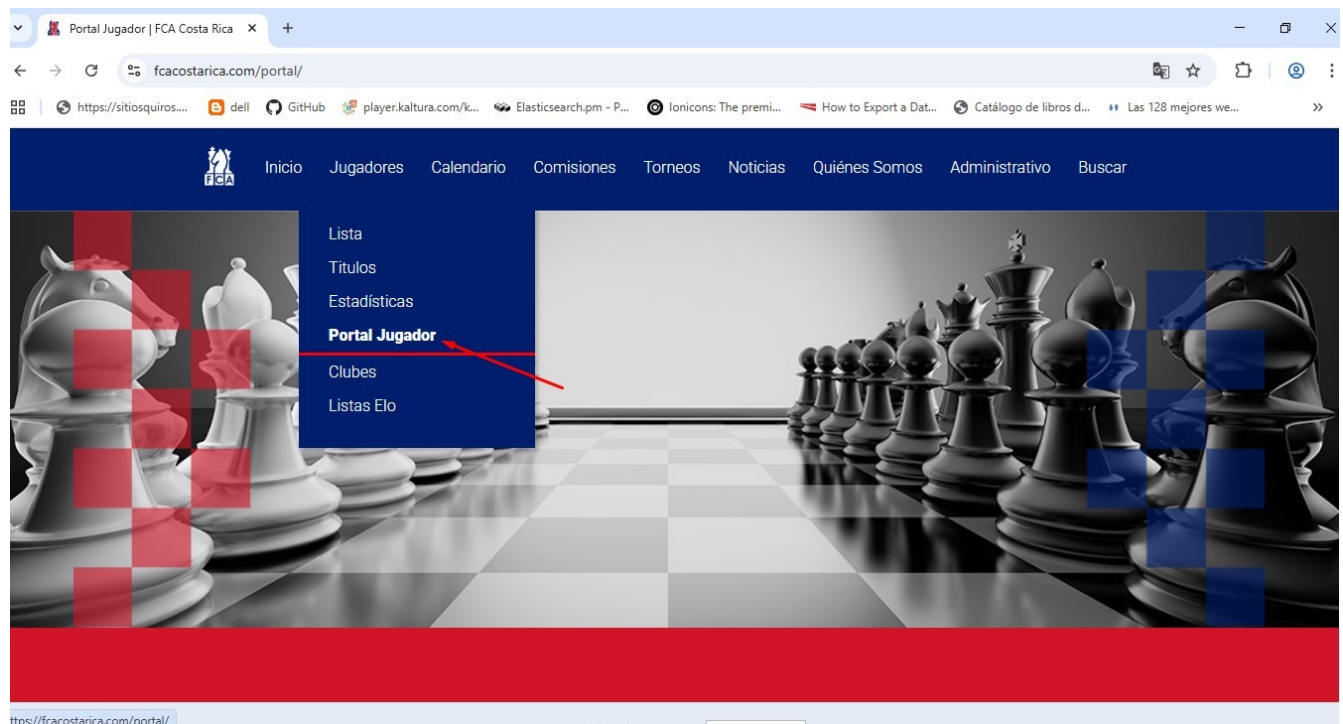 Portal Jugador | FCA Costa Rica
fcacostarica.com/portal/
https://sitiosquiros.... dell GitHub player.kaltura.com/k... Elasticsearch.pm - P... Ionicons: The premi... How to Export a Dat... Catálogo de libros d... Las 128 mejores we... »
FCA Inicio Jugadores Calendario Comisiones Torneos Noticias Quiénes Somos Administrativo Buscar
Lista
Titulos
Estadísticas
Portal Jugador
Clubes
Listas Elo
ttps://fcacostarica.com/portal/